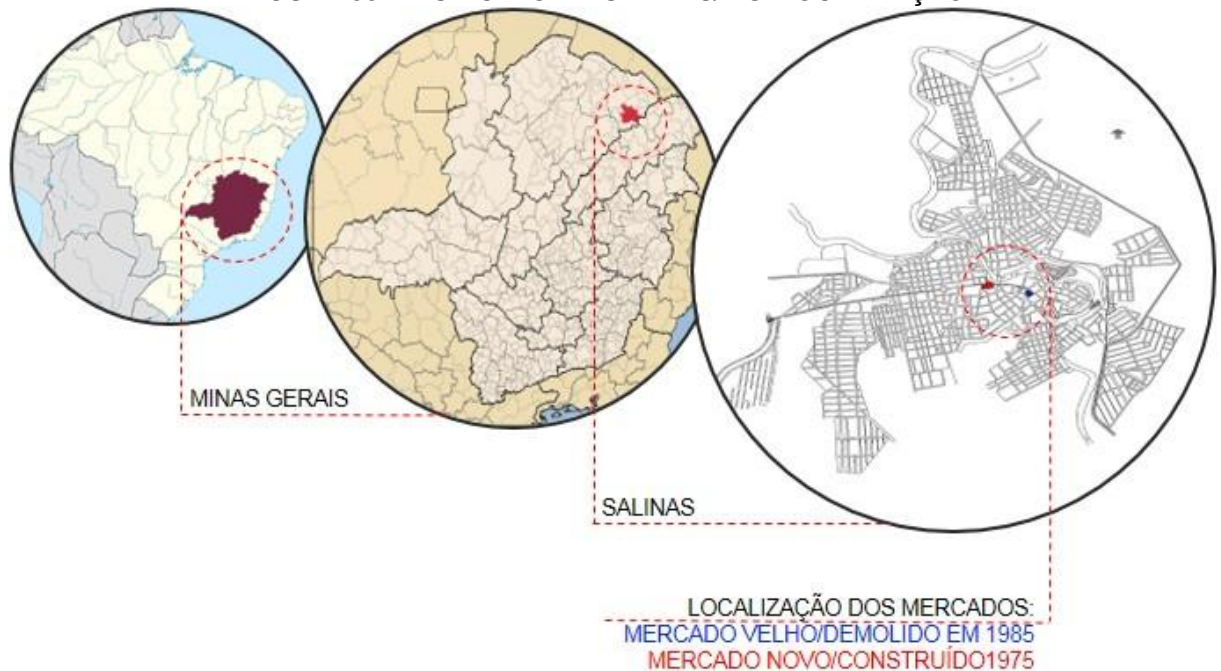 MINAS GERAIS
SALINAS
LOCALIZAÇÃO DOS MERCADOS:
MERCADO VELHO/DEMOLIDO EM 1985
MERCADO NOVO/CONSTRUÍDO1975